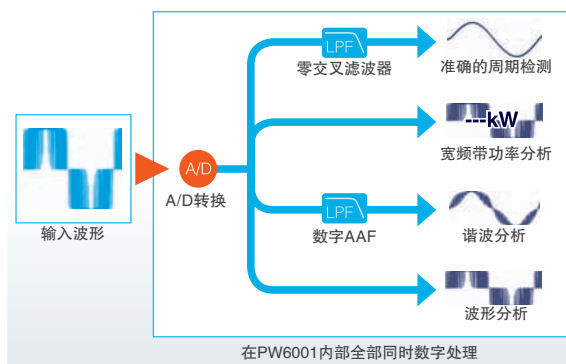 LPF
零交叉滤波器
准确的周期检测
---kW
宽频带功率分析
A/D
A/D转换
输入波形
LPF
数字AAF
谐波分析
波形分析
在PW6001内部全部同时数字处理